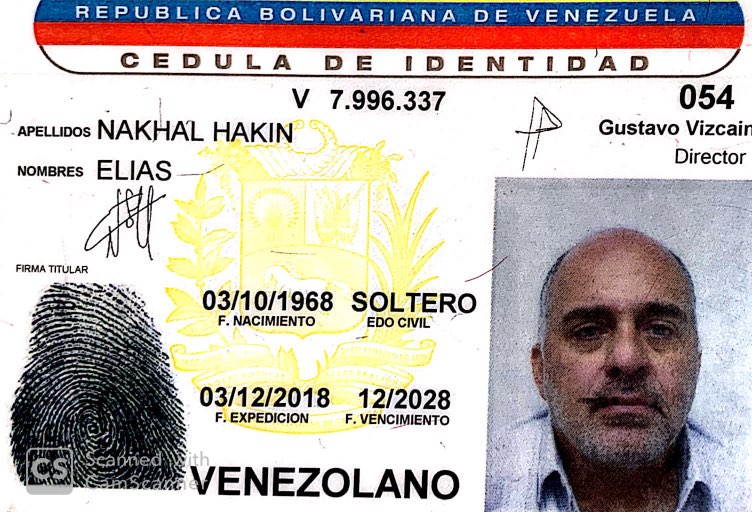 REPUBLICA BOLIVARIANA DE VENEZUELA
CEDULA DE IDENTIDAD
V 7.996.337
054
APELLIDOS NAKHAL HAKIN
Gustavo Vizcain
Director
NOMBRES ELIAS
FIRMA TITULAR
03/10/1968 SOLTERO
F. NACIMIENTO EDO CIVIL
03/12/2018 12/2028
F. EXPEDICION F. VENCIMIENTO
VENEZOLANO
CS Scanned with
CamScanner